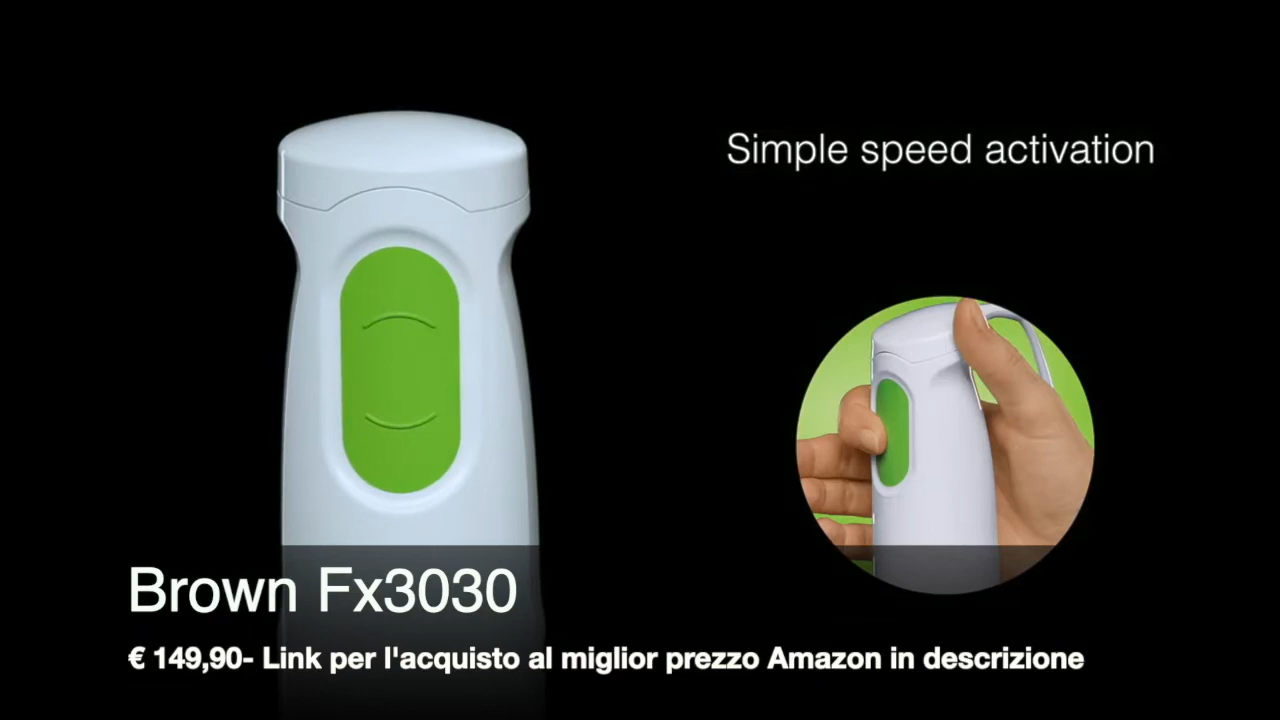 Simple speed activation
Brown Fx3030
€ 149,90- Link per l'acquisto al miglior prezzo Amazon in descrizione